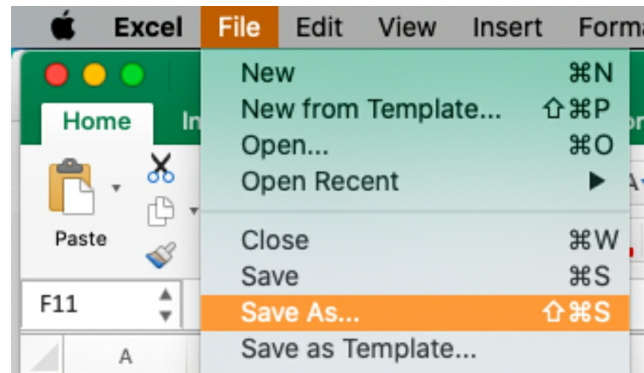 Excel File Edit View Insert Forma
Home In
New ⌘N
New from Template... ⇧⌘P
Open... ⌘O
Open Recent ▶
Close ⌘W
Save ⌘S
Save As... ⇧⌘S
Save as Template...
Paste
F11
A